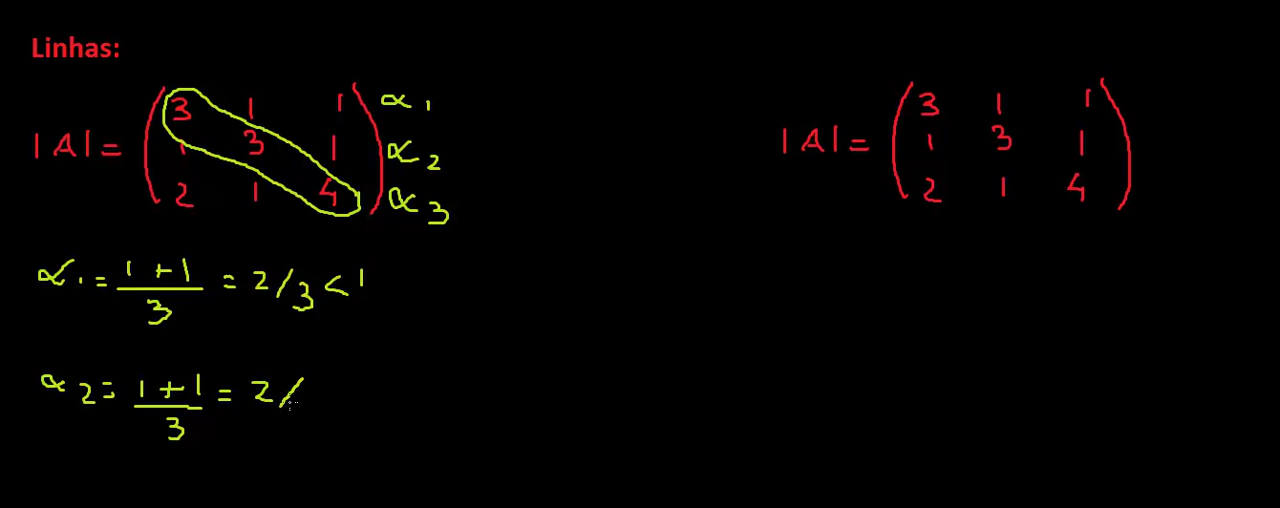 Linhas:
|A| = ( 3 1 1 ) α1
1 3 1 α2
2 1 4 α3
α1 = 1 + 1 / 3 = 2/3 < 1
α2 = 1 + 1 / 3 = 2/
|A| = ( 3 1 1 )
1 3 1
2 1 4